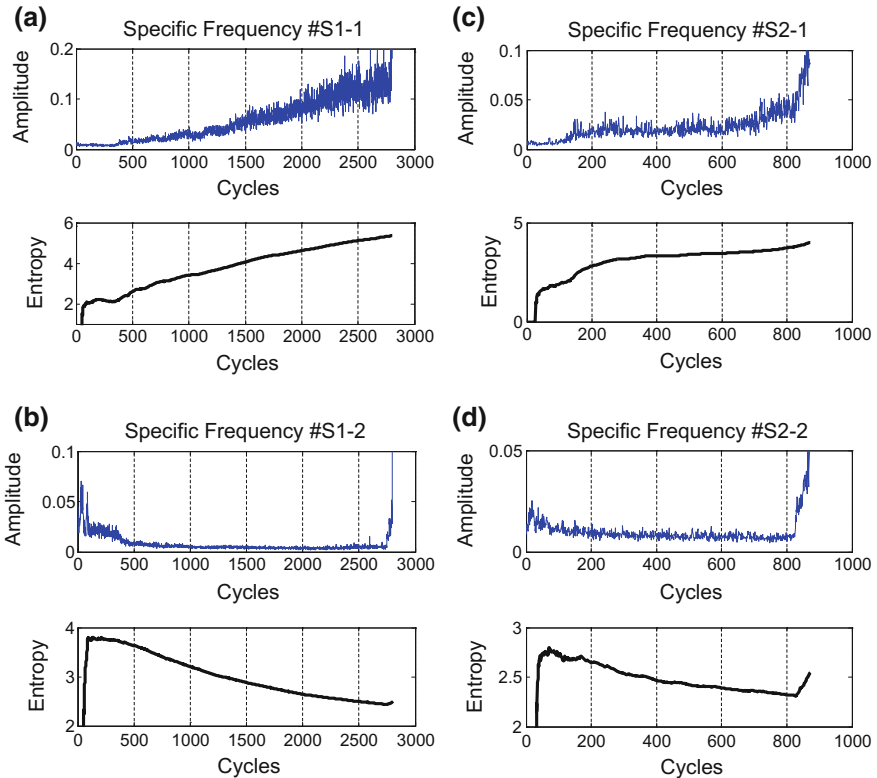 (a)
Specific Frequency #S1-1
0.2
0.1
0
Amplitude
0 500 1000 1500 2000 2500 3000
Cycles
6
4
2
Entropy
0 500 1000 1500 2000 2500 3000
Cycles
(c)
Specific Frequency #S2-1
0.1
0.05
0
Amplitude
0 200 400 600 800 1000
Cycles
5
0
Entropy
0 200 400 600 800 1000
Cycles
(b)
Specific Frequency #S1-2
0.1
0.05
0
Amplitude
0 500 1000 1500 2000 2500 3000
Cycles
4
3
2
Entropy
0 500 1000 1500 2000 2500 3000
Cycles
(d)
Specific Frequency #S2-2
0.05
0
Amplitude
0 200 400 600 800 1000
Cycles
3
2.5
2
Entropy
0 200 400 600 800 1000
Cycles